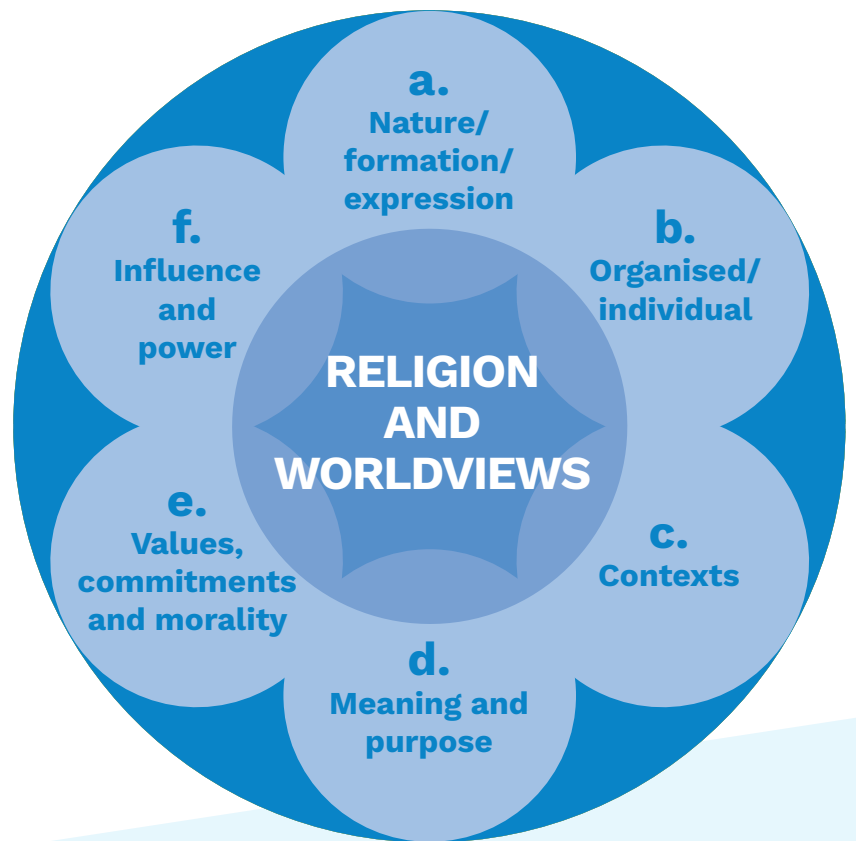 a.
Nature/
formation/
expression
b.
Organised/
individual
c.
Contexts
d.
Meaning and
purpose
e.
Values,
commitments
and morality
f.
Influence
and
power
RELIGION
AND
WORLDVIEWS